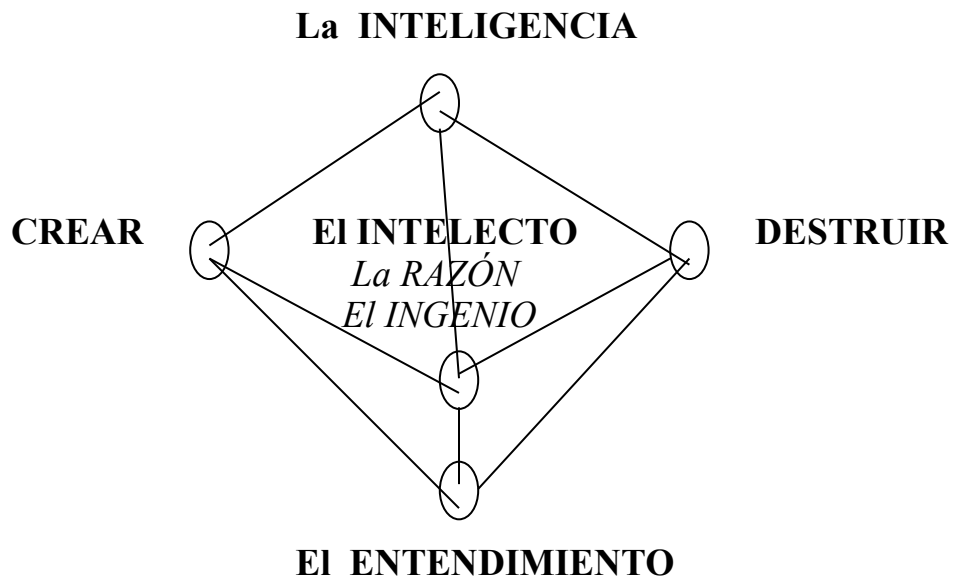 La INTELIGENCIA
CREAR El INTELECTO DESTRUIR
La RAZÓN
El INGENIO
El ENTENDIMIENTO